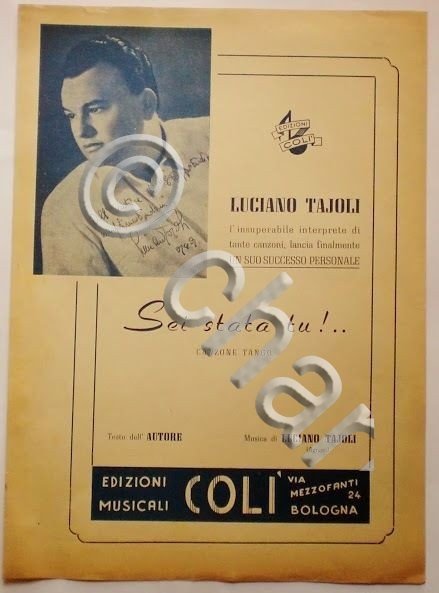 EDIZIONI
COLI'
LUCIANO TAJOLI
l'insuperabile interprete di
tante canzoni, lancia finalmente
UN SUO SUCCESSO PERSONALE
Sei stata tu!..
CANZONE TANGO
Testo dell' AUTORE
Musica di LUCIANO TAJOLI
EDIZIONI
MUSICALI
COLI'
VIA
MEZZOFANTI
24
BOLOGNA
© char